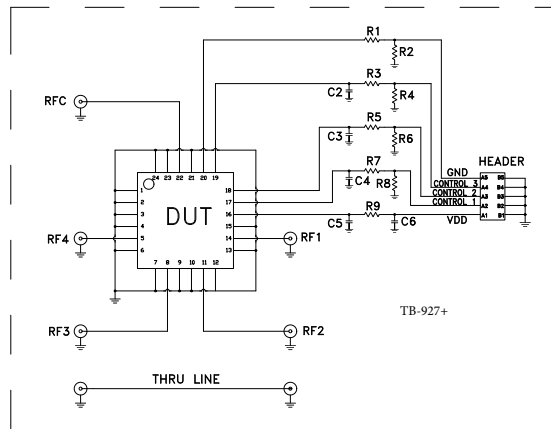 R1
R2
R3
C2
R4
RFC
R5
C3
R6
HEADER
R7
GND
24 23 22 21 20 19
C4
R8
CONTROL 3
CONTROL 2
CONTROL 1
A5 B5
A4 B4
A3 B3
A2 B2
A1 B1
1 18
2 17
3 16
4 15
5 14
6 13
DUT
R9
C5
C6
VDD
RF4
RF1
7 8 9 10 11 12
TB-927+
RF3
RF2
THRU LINE